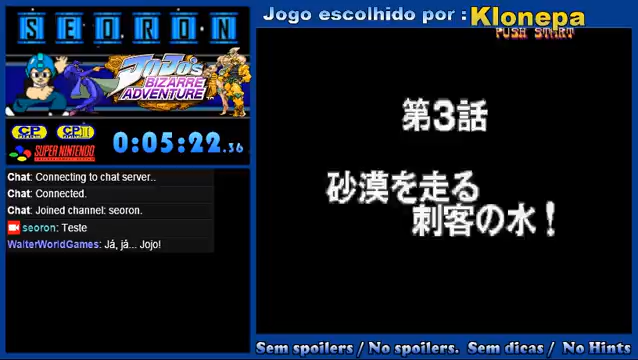 SEORON
Jogo escolhido por : Klonepa
PUSH START
JOJO'S
BIZARRE
ADVENTURE
CP
CP II
SUPER NINTENDO
0:05:22.36
第3話
砂漠を走る
刺客の水!
Chat: Connecting to chat server..
Chat: Connected.
Chat: Joined channel: seoron.
seoron: Teste
WalterWorldGames: Já, já... Jojo!
Sem spoilers / No spoilers. Sem dicas / No Hints